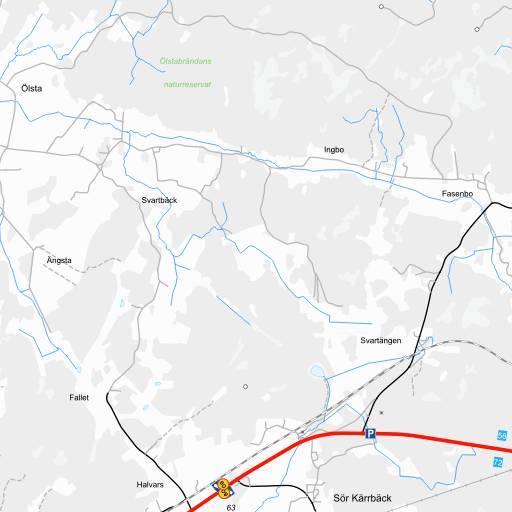 Ölstabrändans
naturreservat
Ölsta
Ingbo
Fasenbo
Svartbäck
Ängsta
Svartängen
Fallet
P
56
72
Halvars
63
Sör Kärrbäck